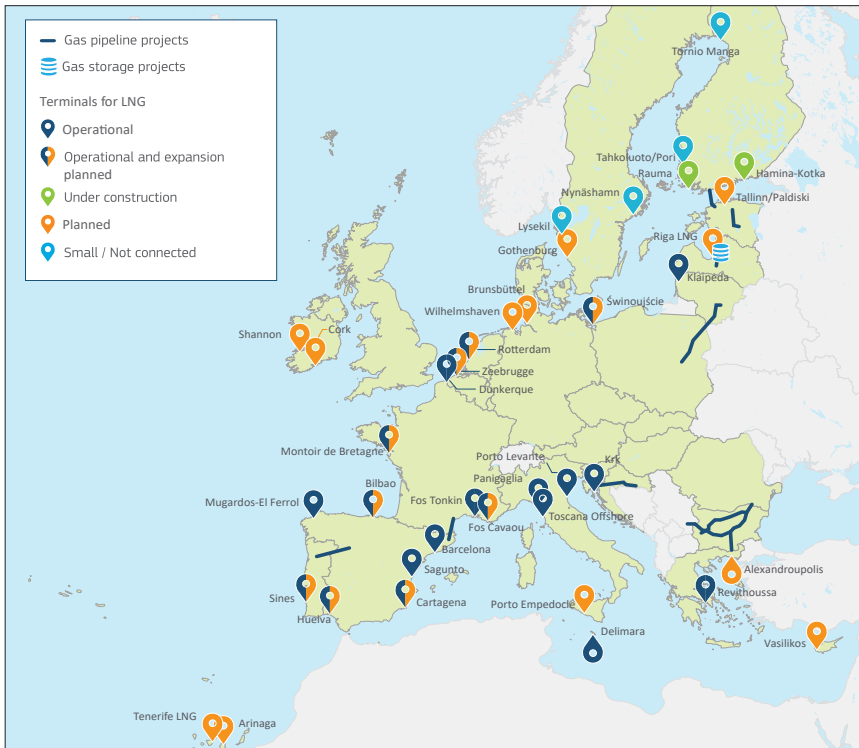 Gas pipeline projects
Gas storage projects
Terminals for LNG
Operational
Operational and expansion
planned
Under construction
Planned
Small / Not connected
Tornio Manga
Tahkoluoto/Pori
Rauma
Hamina-Kotka
Nynäshamn
Tallinn/Paldiski
Lysekil
Riga LNG
Gothenburg
Klaipeda
Brunsbüttel
Świnoujście
Wilhelmshaven
Shannon
Cork
Rotterdam
Zeebrugge
Dunkerque
Montoir de Bretagne
Porto Levante
Krk
Bilbao
Panigaglia
Mugardos-El Ferrol
Fos Tonkin
Toscana Offshore
Fos Cavaou
Barcelona
Sagunto
Alexandroupolis
Revithoussa
Sines
Cartagena
Porto Empedocle
Huelva
Delimara
Vasilikos
Tenerife LNG
Arinaga